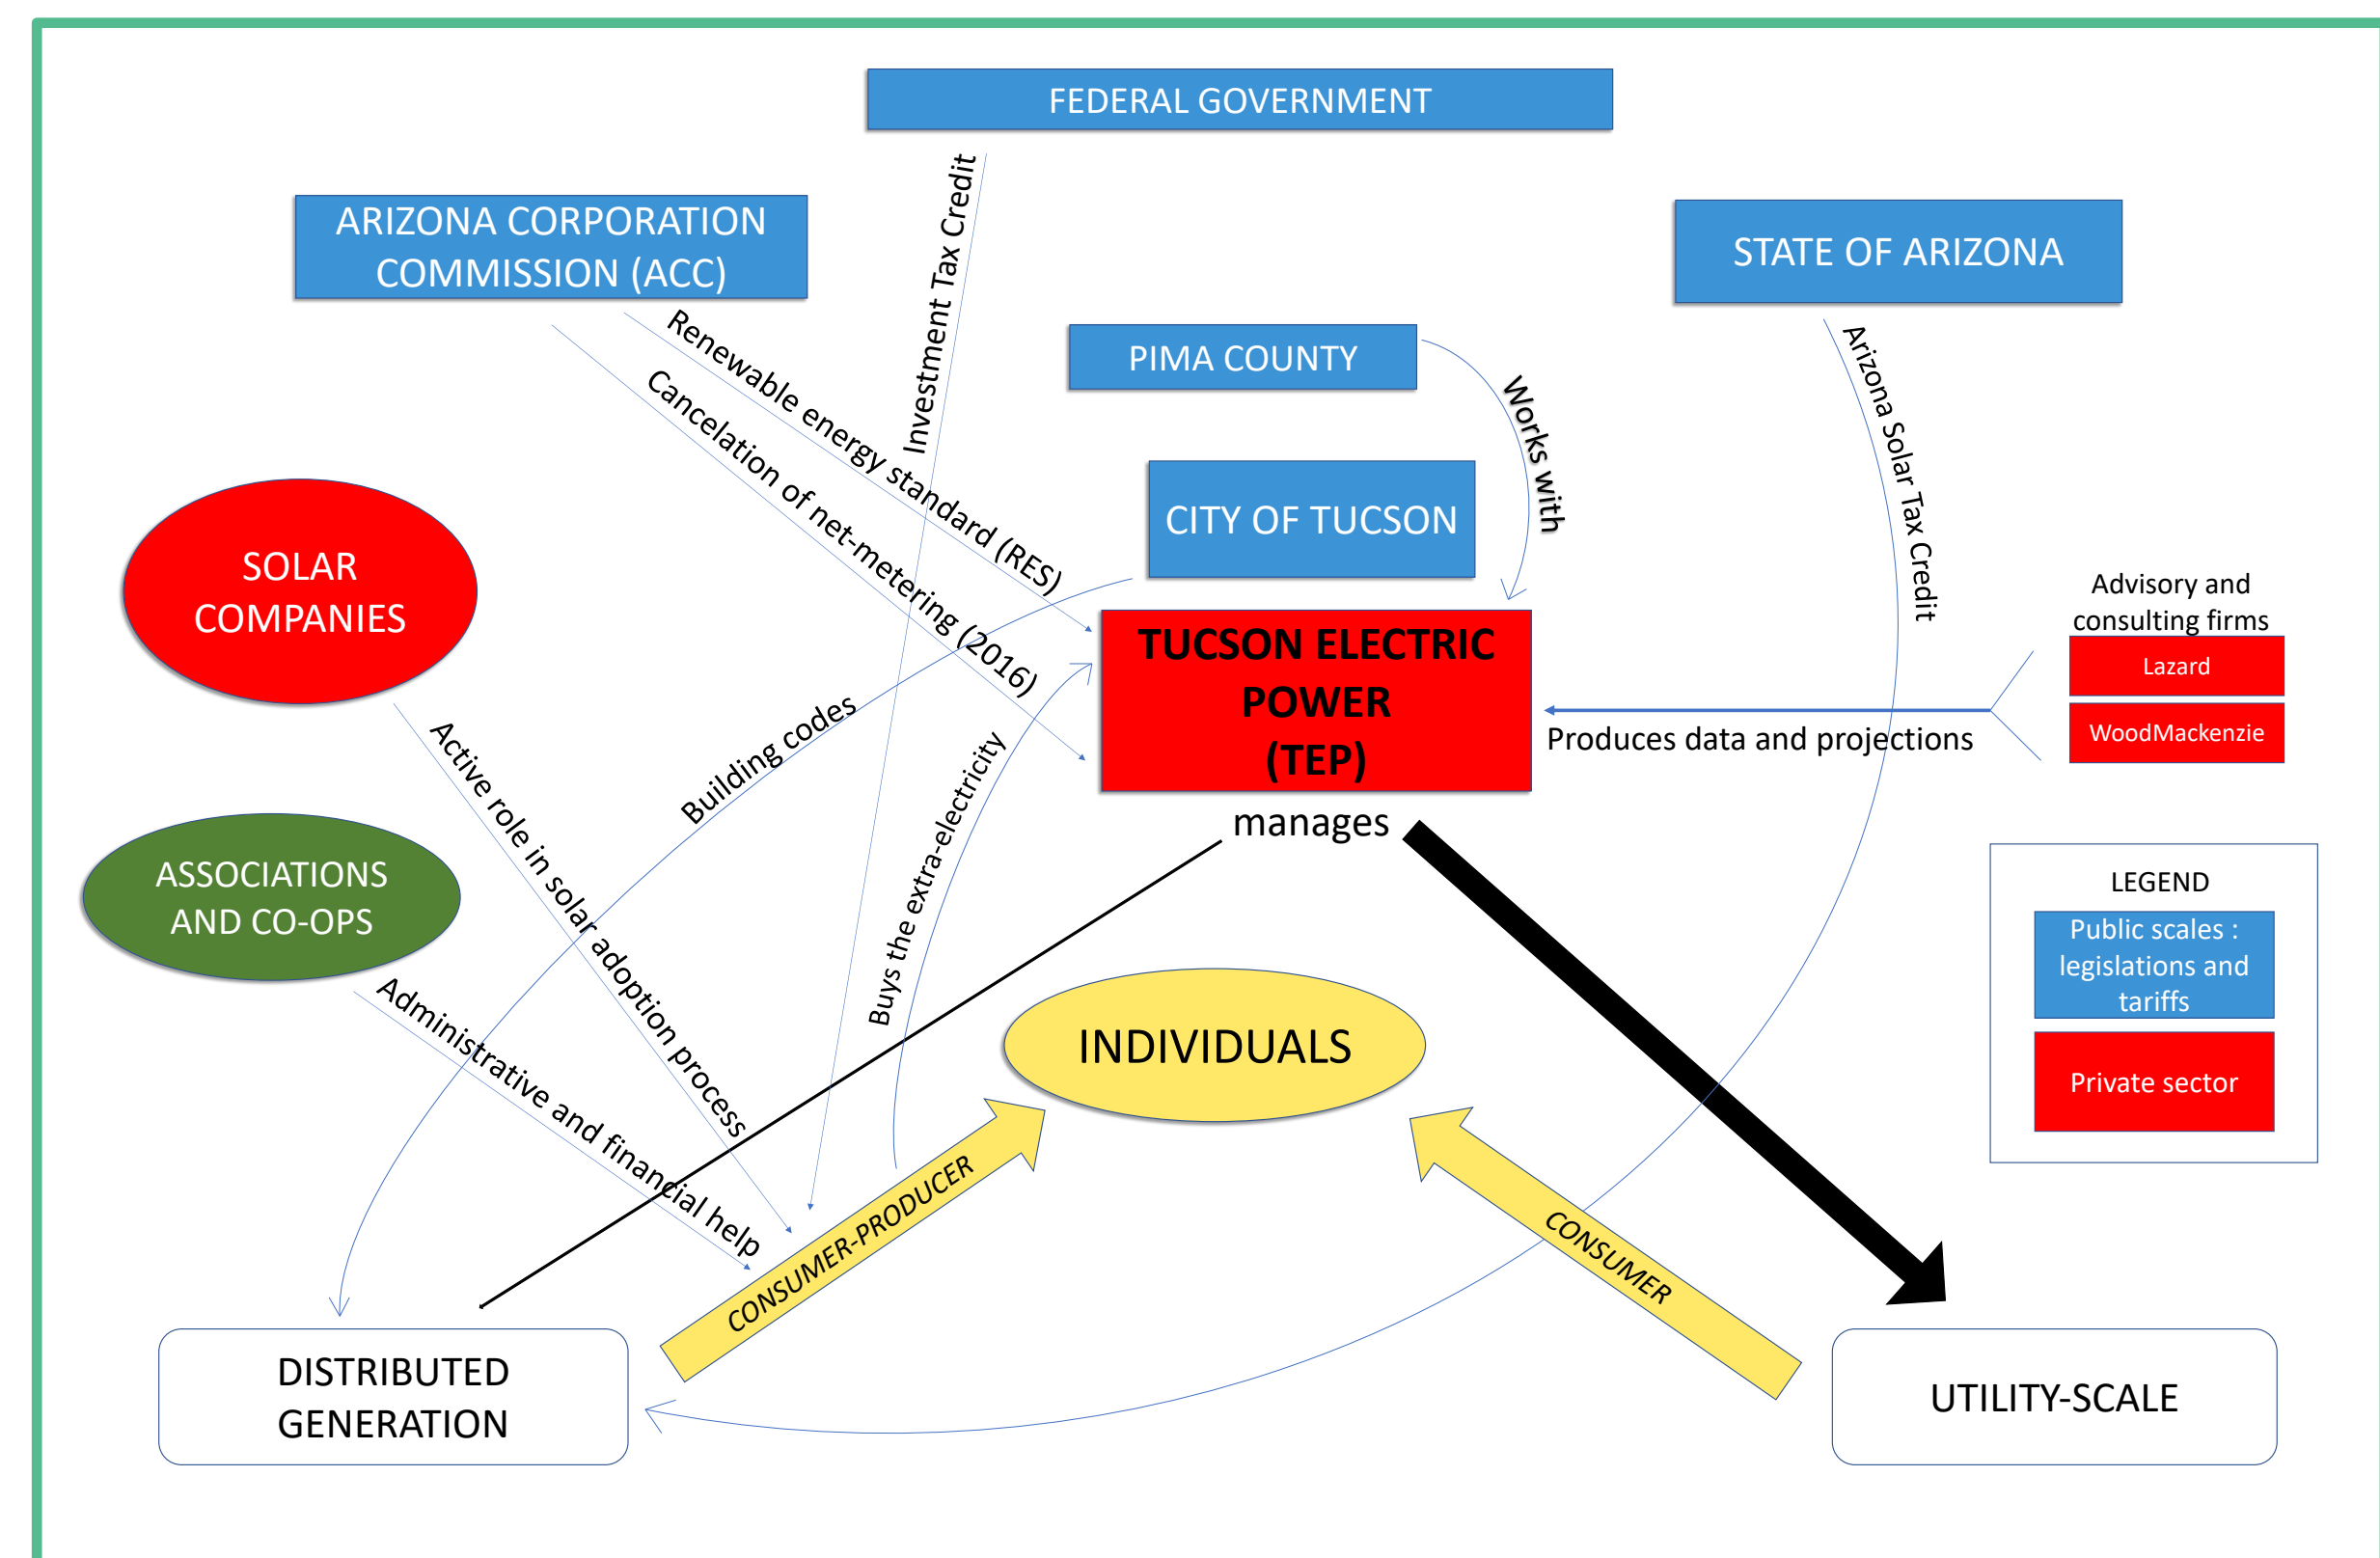 FEDERAL GOVERNMENT
ARIZONA CORPORATION
COMMISSION (ACC)
STATE OF ARIZONA
Investment Tax Credit
Renewable energy standard (RES)
Cancelation of net-metering (2016)
PIMA COUNTY
Works with
Arizona Solar Tax Credit
CITY OF TUCSON
SOLAR
COMPANIES
TUCSON ELECTRIC
POWER
(TEP)
Advisory and
consulting firms
Lazard
WoodMackenzie
Produces data and projections
Building codes
Active role in solar adoption process
Buys the extra-electricity
manages
ASSOCIATIONS
AND CO-OPS
Administrative and financial help
LEGEND
Public scales :
legislations and
tariffs
Private sector
INDIVIDUALS
CONSUMER-PRODUCER
CONSUMER
DISTRIBUTED
GENERATION
UTILITY-SCALE